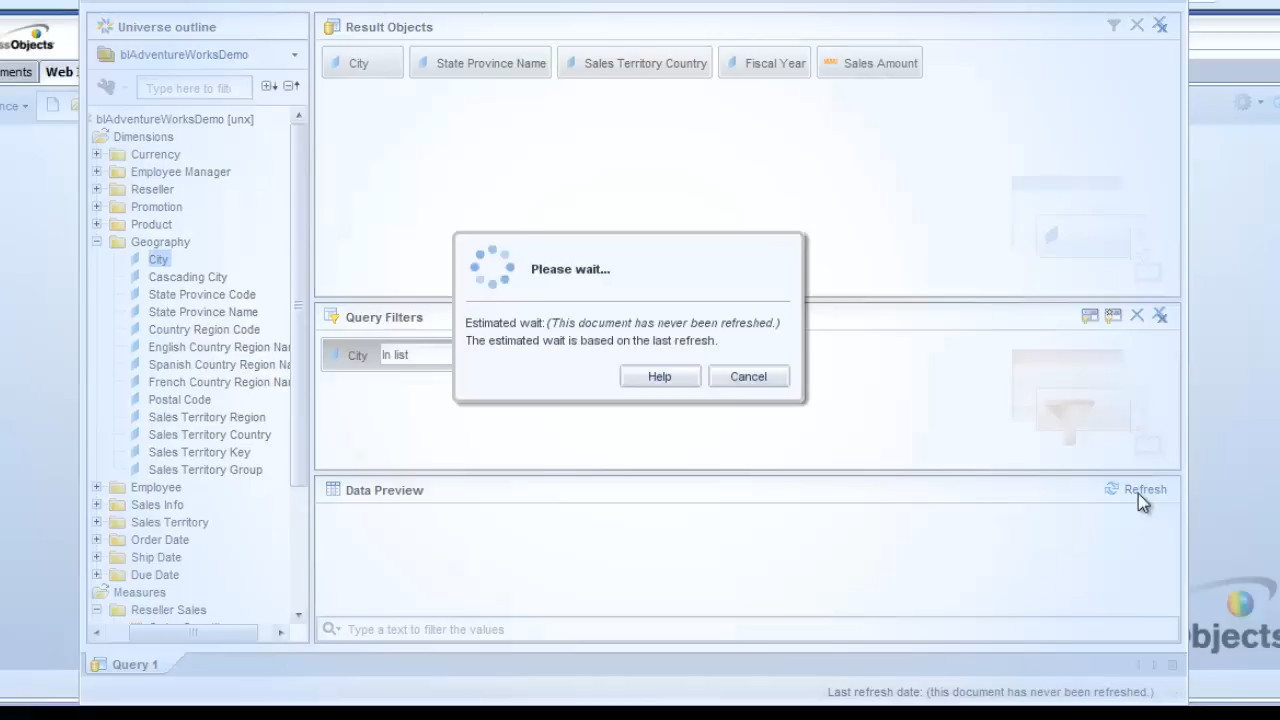 Universe outline
blAdventureWorksDemo
Type here to filt
blAdventureWorksDemo [unx]
Dimensions
Currency
Employee Manager
Reseller
Promotion
Product
Geography
City
Cascading City
State Province Code
State Province Name
Country Region Code
English Country Region Na
Spanish Country Region Na
French Country Region Na
Postal Code
Sales Territory Region
Sales Territory Country
Sales Territory Key
Sales Territory Group
Employee
Sales Info
Sales Territory
Order Date
Ship Date
Due Date
Measures
Reseller Sales
Result Objects
City
State Province Name
Sales Territory Country
Fiscal Year
Sales Amount
Query Filters
City In list
Please wait...
Estimated wait: (This document has never been refreshed.)
The estimated wait is based on the last refresh.
Help
Cancel
Data Preview
Refresh
Type a text to filter the values
Query 1
Last refresh date: (this document has never been refreshed.)
ssObjects
ments
Web
nce
bjects